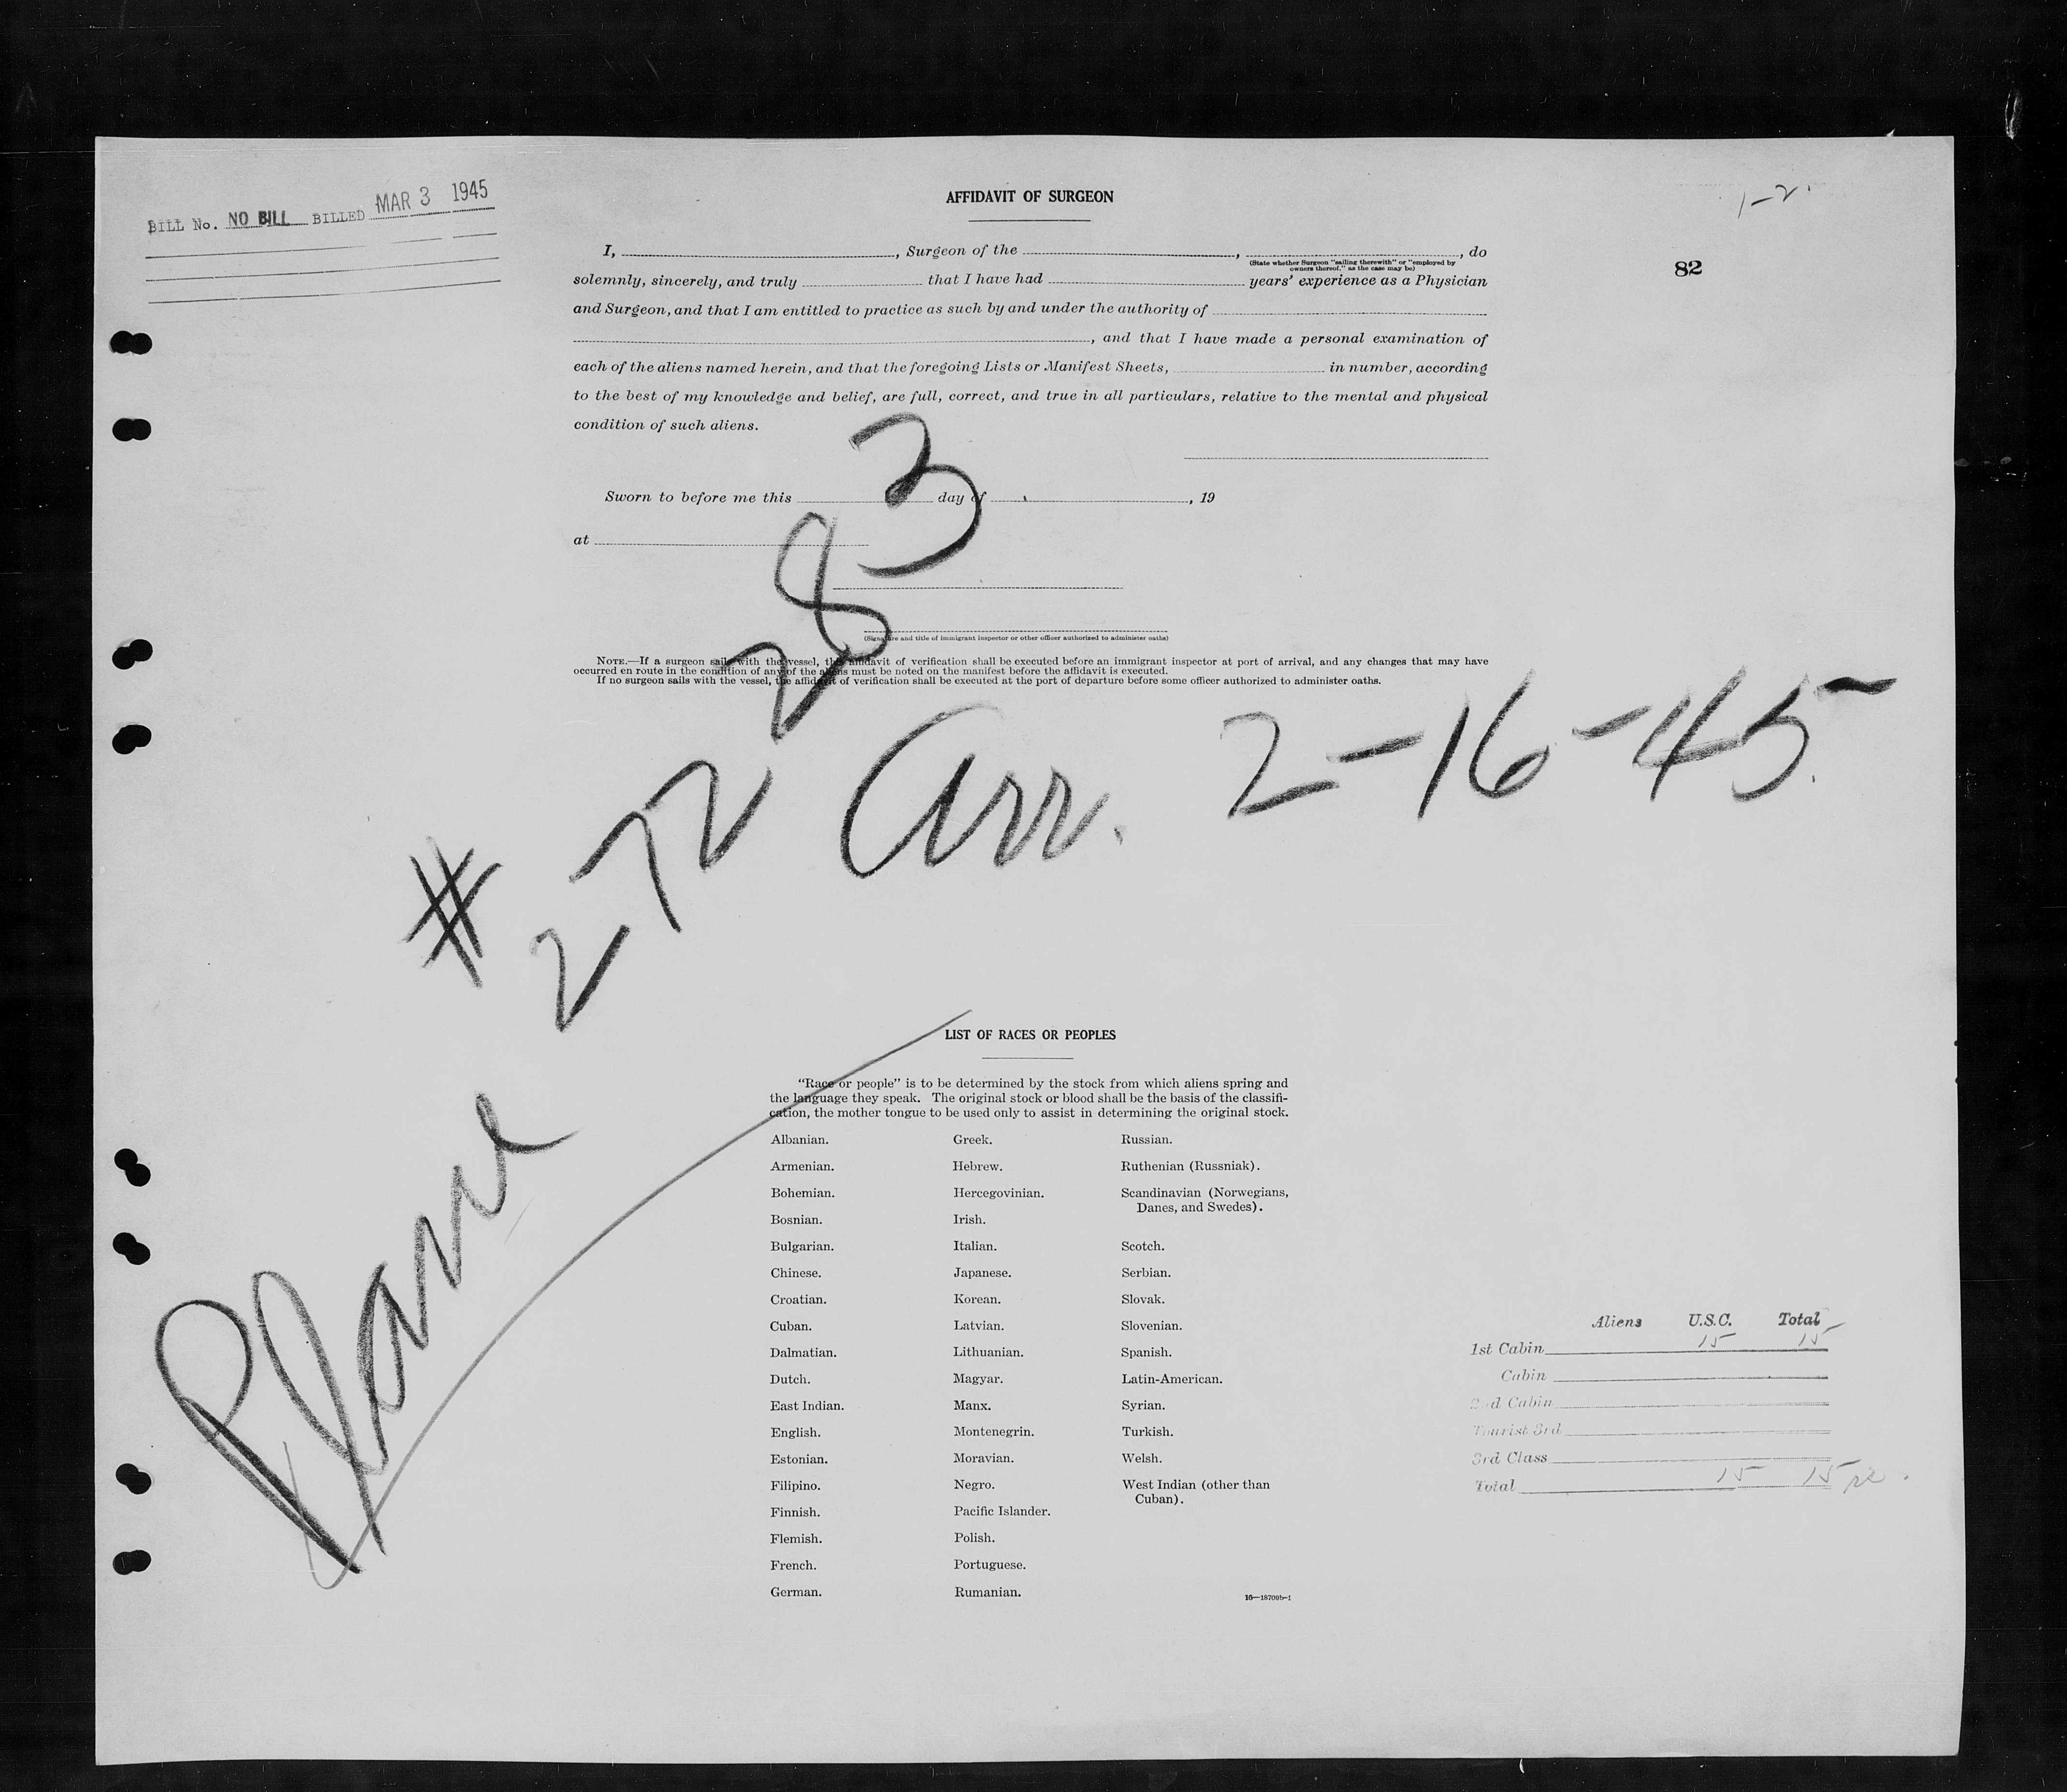 BILL No. NO BILL BILLED MAR 3 1945
AFFIDAVIT OF SURGEON
1-2
82
I, , Surgeon of the , , do
(State whether Surgeon "sailing therewith" or "employed by
owners thereof," as the case may be)
solemnly, sincerely, and truly that I have had years' experience as a Physician
and Surgeon, and that I am entitled to practice as such by and under the authority of
, and that I have made a personal examination of
each of the aliens named herein, and that the foregoing Lists or Manifest Sheets, in number, according
to the best of my knowledge and belief, are full, correct, and true in all particulars, relative to the mental and physical
condition of such aliens.
Sworn to before me this day of , 19
at
(Signature and title of immigrant inspector or other officer authorized to administer oaths)
NOTE.—If a surgeon sails with the vessel, this affidavit of verification shall be executed before an immigrant inspector at port of arrival, and any changes that may have
occurred en route in the condition of any of the aliens must be noted on the manifest before the affidavit is executed.
If no surgeon sails with the vessel, the affidavit of verification shall be executed at the port of departure before some officer authorized to administer oaths.
Plane # 272283
Arr. 2-16-45
LIST OF RACES OR PEOPLES
"Race or people" is to be determined by the stock from which aliens spring and
the language they speak. The original stock or blood shall be the basis of the classifi-
cation, the mother tongue to be used only to assist in determining the original stock.
Albanian. Greek. Russian.
Armenian. Hebrew. Ruthenian (Russniak).
Bohemian. Hercegovinian. Scandinavian (Norwegians,
Danes, and Swedes).
Bosnian. Irish.
Bulgarian. Italian. Scotch.
Chinese. Japanese. Serbian.
Croatian. Korean. Slovak.
Cuban. Latvian. Slovenian.
Dalmatian. Lithuanian. Spanish.
Dutch. Magyar. Latin-American.
East Indian. Manx. Syrian.
English. Montenegrin. Turkish.
Estonian. Moravian. Welsh.
Filipino. Negro. West Indian (other than
Cuban).
Finnish. Pacific Islander.
Flemish. Polish.
French. Portuguese.
German. Rumanian.
16—18709b-1
Aliens U.S.C. Total
1st Cabin 15 15
Cabin
2nd Cabin
Tourist 3rd
3rd Class
Total 15 15